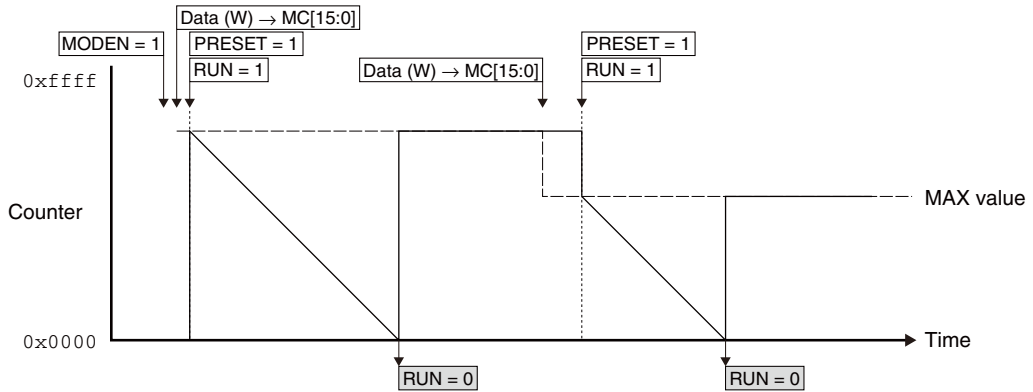 Data (W) → MC[15:0]
MODEN = 1
PRESET = 1
RUN = 1
Data (W) → MC[15:0]
PRESET = 1
RUN = 1
0xffff
Counter
MAX value
0x0000
Time
RUN = 0
RUN = 0